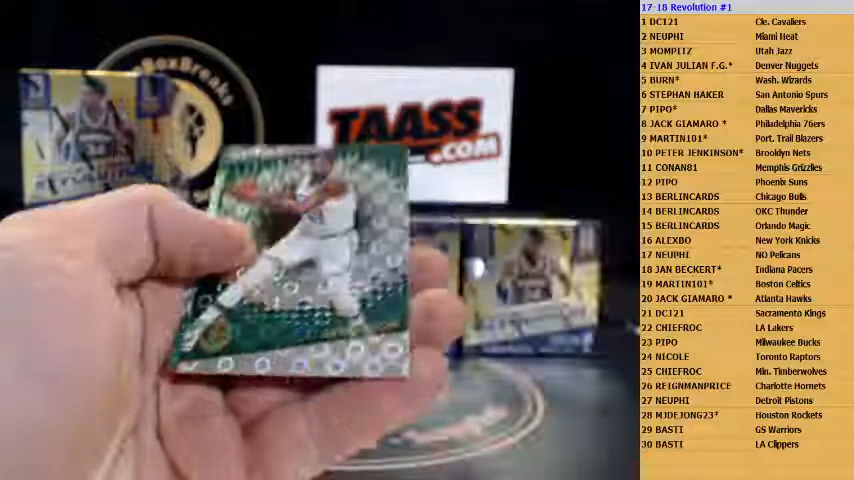 BoxBreaks
TAASS
.COM
17-18 Revolution #1
1 DC121 Cle. Cavaliers
2 NEUPHI Miami Heat
3 MOMPITZ Utah Jazz
4 IVAN JULIAN F.G.* Denver Nuggets
5 BURN* Wash. Wizards
6 STEPHAN HAKER San Antonio Spurs
7 PIPO* Dallas Mavericks
8 JACK GIAMARO * Philadelphia 76ers
9 MARTIN101* Port. Trail Blazers
10 PETER JENKINSON* Brooklyn Nets
11 CONAN81 Memphis Grizzlies
12 PIPO Phoenix Suns
13 BERLINCARDS Chicago Bulls
14 BERLINCARDS OKC Thunder
15 BERLINCARDS Orlando Magic
16 ALEXBO New York Knicks
17 NEUPHI NO Pelicans
18 JAN BECKERT* Indiana Pacers
19 MARTIN101* Boston Celtics
20 JACK GIAMARO * Atlanta Hawks
21 DC121 Sacramento Kings
22 CHIEFROC LA Lakers
23 PIPO Milwaukee Bucks
24 NICOLE Toronto Raptors
25 CHIEFROC Min. Timberwolves
26 REIGNMANPRICE Charlotte Hornets
27 NEUPHI Detroit Pistons
28 MJDEJONG23* Houston Rockets
29 BASTI GS Warriors
30 BASTI LA Clippers